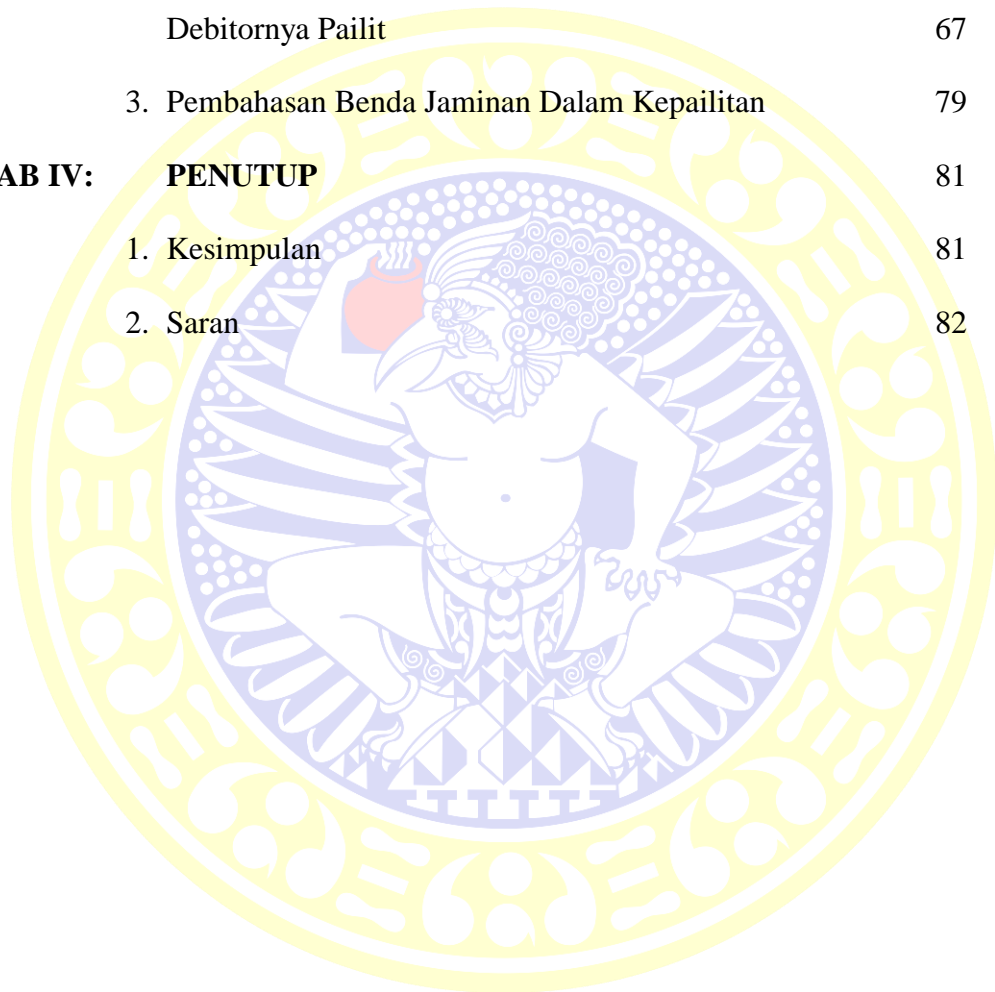 Debitornya Pailit 67
3. Pembahasan Benda Jaminan Dalam Kepailitan 79
AB IV: PENUTUP 81
1. Kesimpulan 81
2. Saran 82